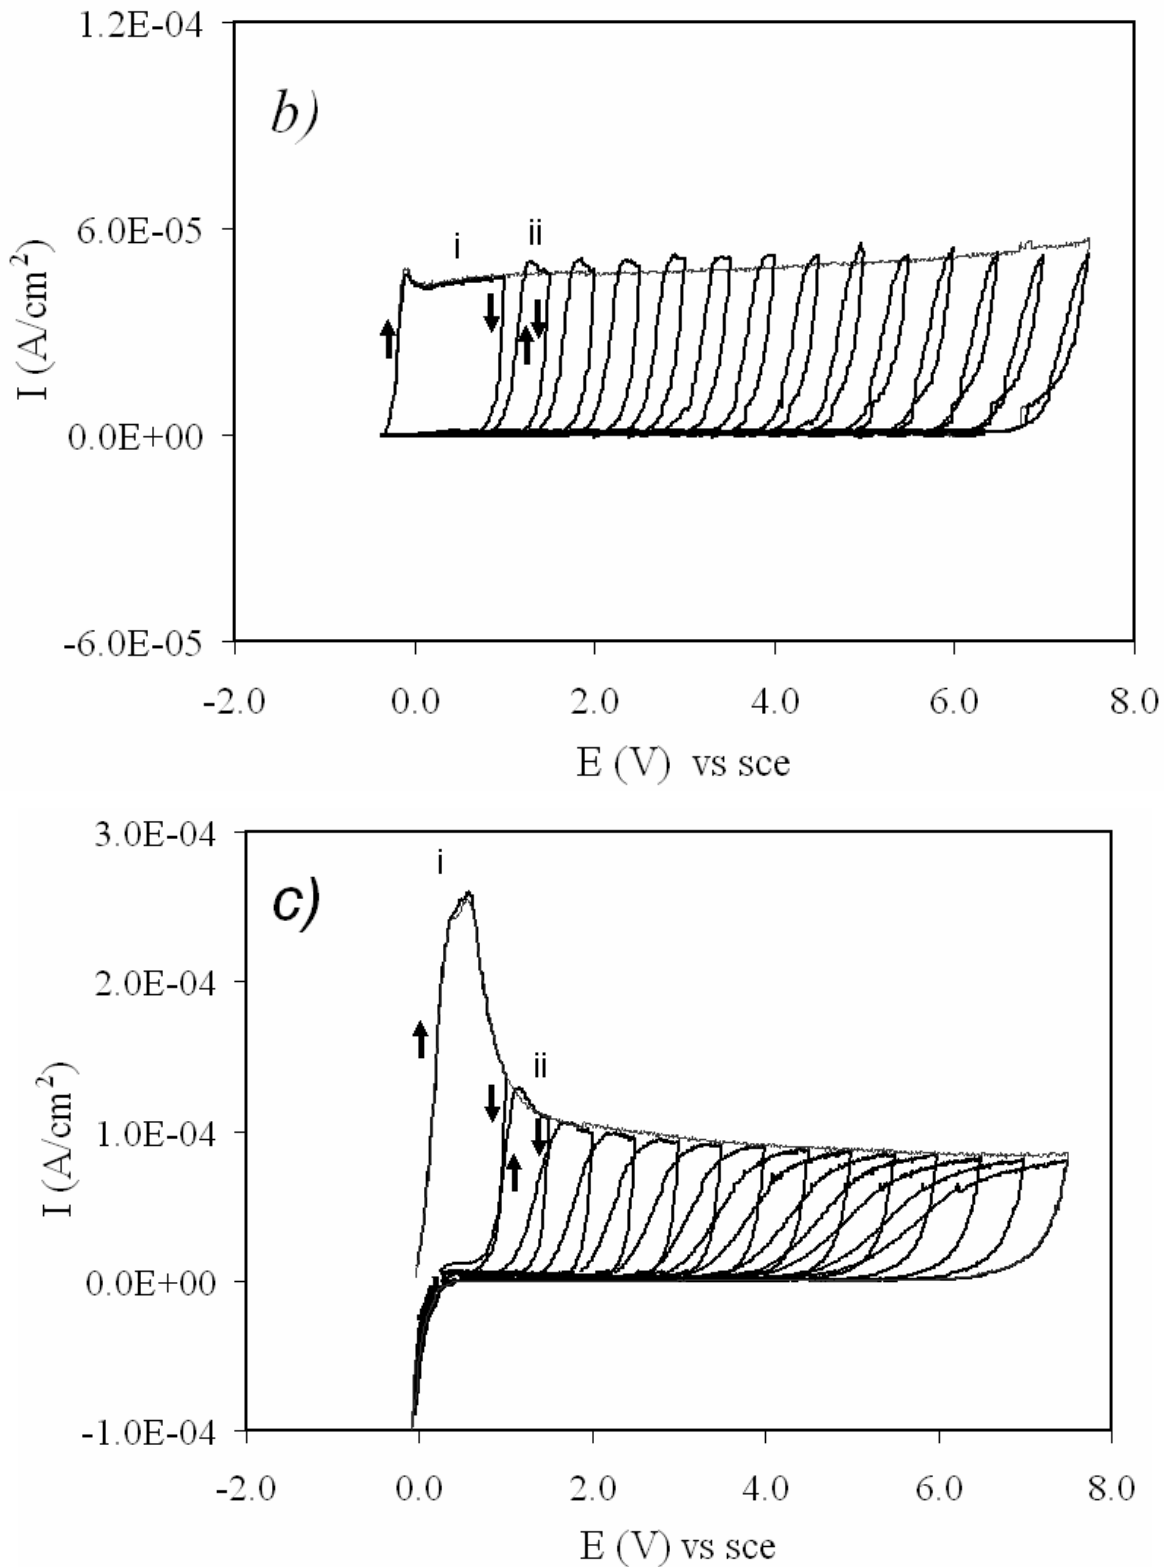 1.2E-04
b)
6.0E-05
i
ii
I (A/cm²)
0.0E+00
-6.0E-05
-2.0 0.0 2.0 4.0 6.0 8.0
E (V) vs sce
3.0E-04
i
c)
2.0E-04
ii
I (A/cm²)
1.0E-04
0.0E+00
-1.0E-04
-2.0 0.0 2.0 4.0 6.0 8.0
E (V) vs sce